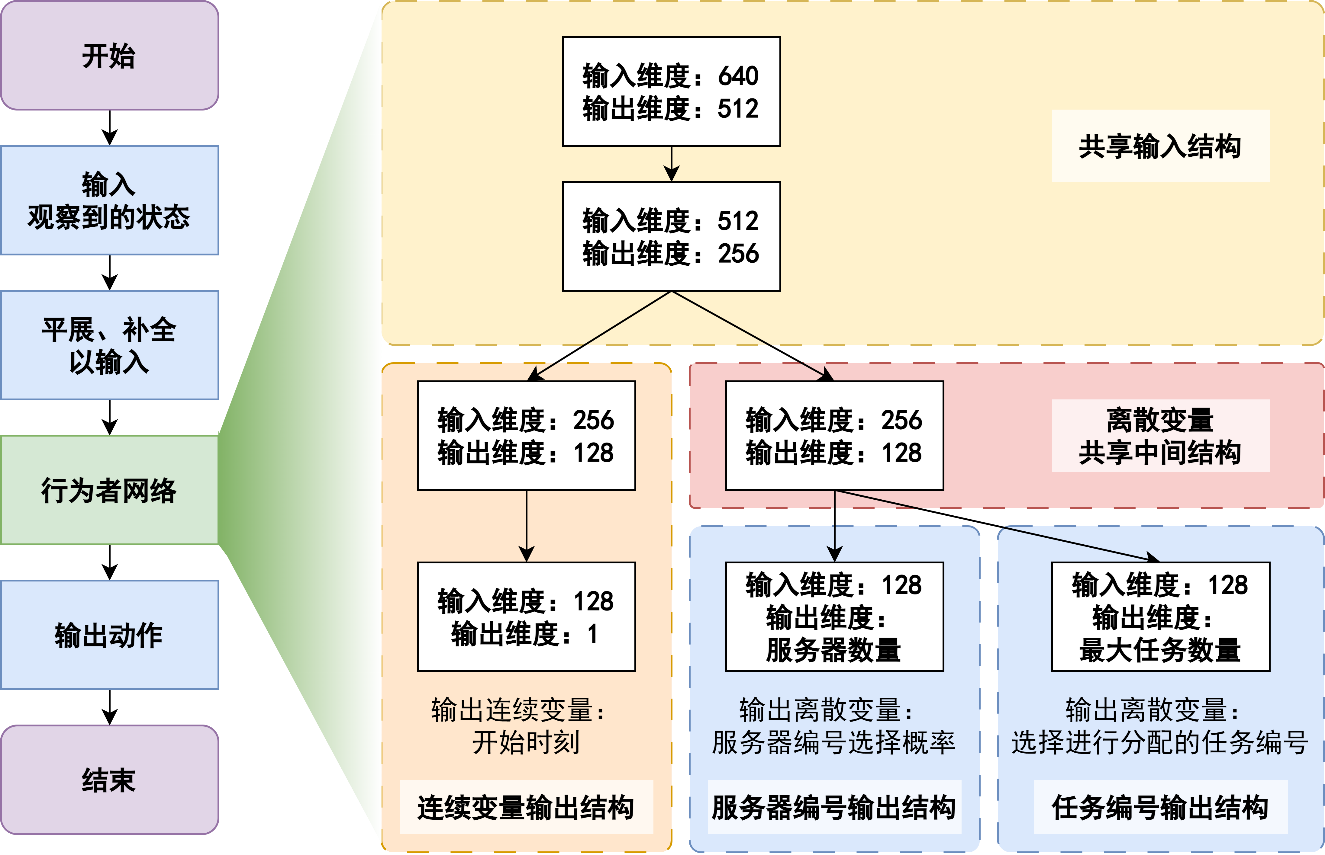 开始
输入
观察到的状态
平展、补全
以输入
行为者网络
输出动作
结束
输入维度：640
输出维度：512
共享输入结构
输入维度：512
输出维度：256
输入维度：256
输出维度：128
输入维度：256
输出维度：128
离散变量
共享中间结构
输入维度：128
输出维度：1
输入维度：128
输出维度：
服务器数量
输入维度：128
输出维度：
最大任务数量
输出连续变量：
开始时刻
输出离散变量：
服务器编号选择概率
输出离散变量：
选择进行分配的任务编号
连续变量输出结构
服务器编号输出结构
任务编号输出结构